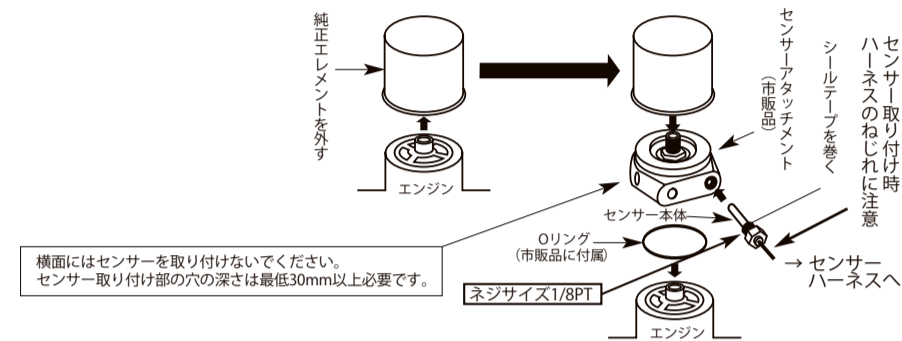 純正エレメントを外す
エンジン
センサーアタッチメント
(市販品)
シールテープを巻く
センサー取り付け時
ハーネスのねじれに注意
センサー本体
Oリング
(市販品に付属)
→ センサー
ハーネスへ
横面にはセンサーを取り付けないでください。
センサー取り付け部の穴の深さは最低30mm以上必要です。
ネジサイズ1/8PT
エンジン